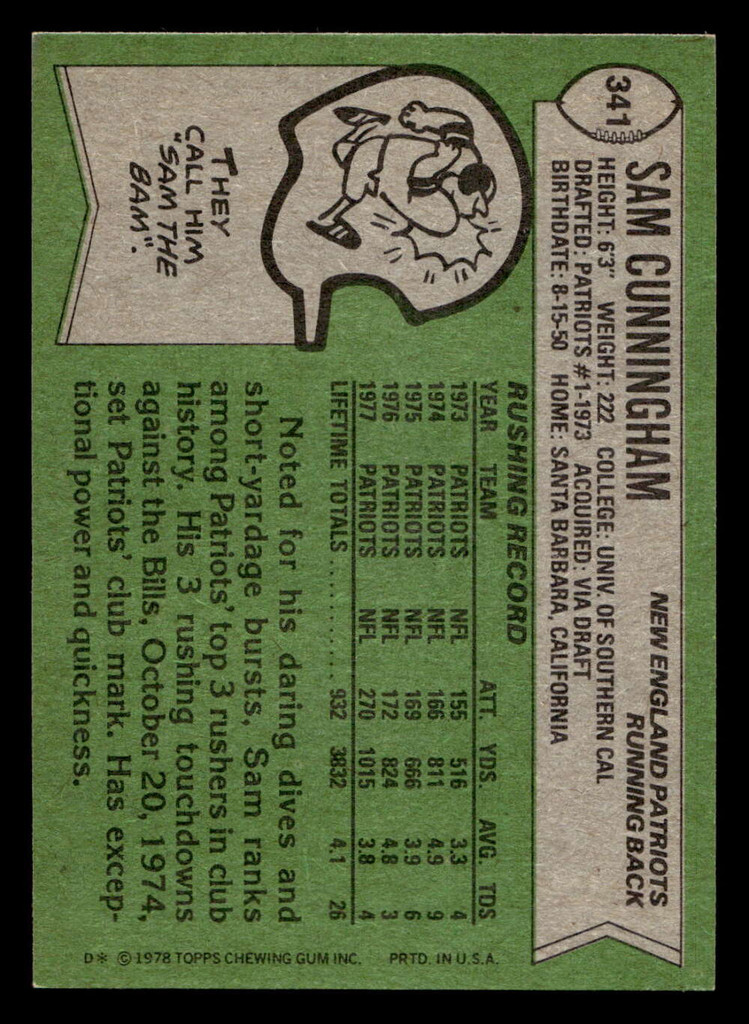 341
SAM CUNNINGHAM
NEW ENGLAND PATRIOTS
RUNNING BACK
HEIGHT: 6'3" WEIGHT: 222 COLLEGE: UNIV. OF SOUTHERN CAL
DRAFTED: PATRIOTS #1-1973 ACQUIRED: VIA DRAFT
BIRTHDATE: 8-15-50 HOME: SANTA BARBARA, CALIFORNIA
THEY
CALL HIM
"SAM THE
BAM".
RUSHING RECORD
YEAR TEAM ATT. YDS. AVG. TDS
1973 PATRIOTS NFL 155 516 3.3 4
1974 PATRIOTS NFL 166 811 4.9 9
1975 PATRIOTS NFL 169 666 3.9 6
1976 PATRIOTS NFL 172 824 4.8 3
1977 PATRIOTS NFL 270 1015 3.8 4
LIFETIME TOTALS ........... 932 3832 4.1 26
Noted for his daring dives and
short-yardage bursts, Sam ranks
among Patriots' top 3 rushers in club
history. His 3 rushing touchdowns
against the Bills, October 20, 1974,
set Patriots' club mark. Has excep-
tional power and quickness.
D* © 1978 TOPPS CHEWING GUM INC. PRTD. IN U.S.A.